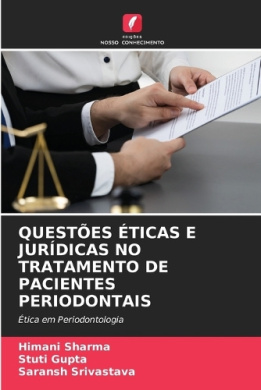 edições
NOSSO CONHECIMENTO
QUESTÕES ÉTICAS E
JURÍDICAS NO
TRATAMENTO DE
PACIENTES
PERIODONTAIS
Ética em Periodontologia
Himani Sharma
Stuti Gupta
Saransh Srivastava